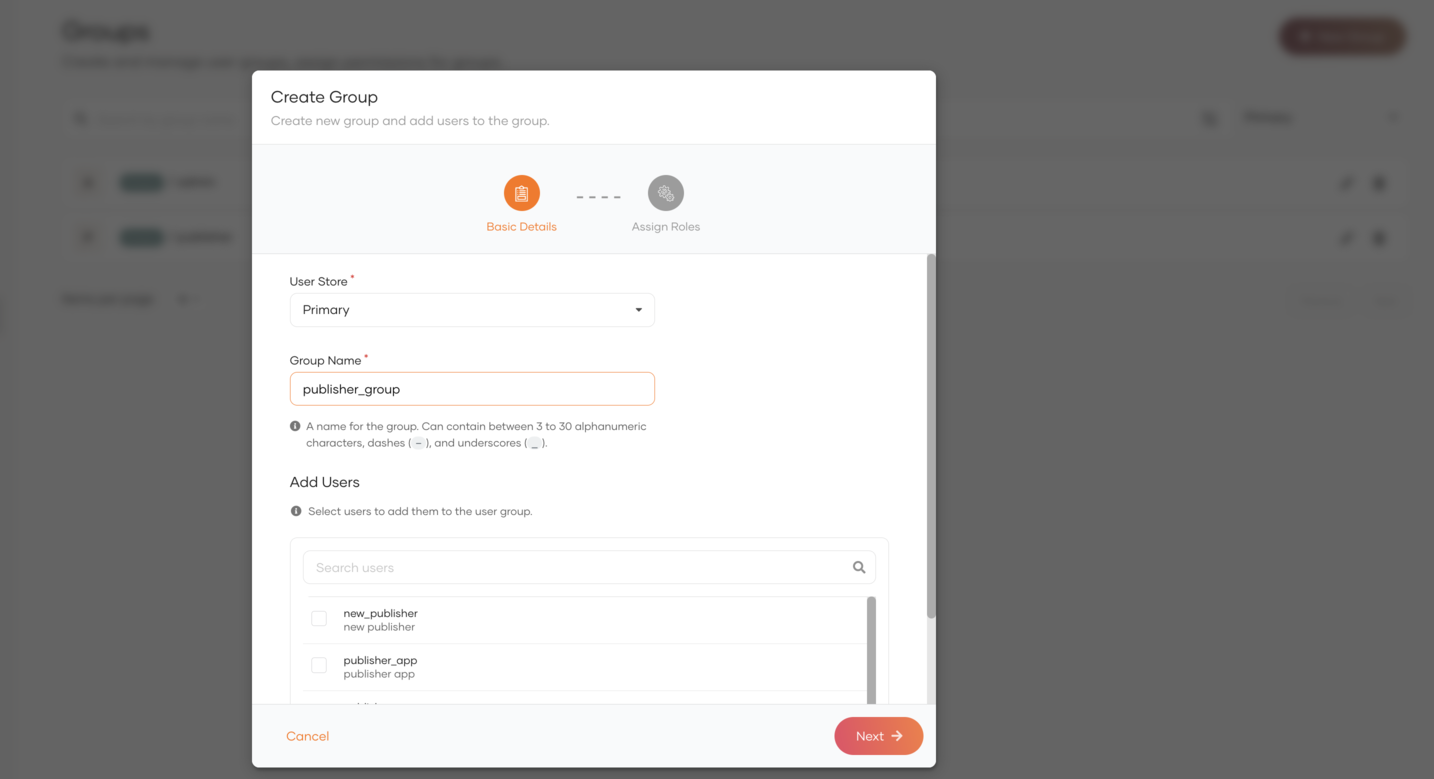 Groups
Create Group
Create new group and add users to the group.
Basic Details
Assign Roles
User Store *
Primary
Group Name *
publisher_group
A name for the group. Can contain between 3 to 30 alphanumeric
characters, dashes ( - ), and underscores ( _ ).
Add Users
Select users to add them to the user group.
Search users
new_publisher
new publisher
publisher_app
publisher app
Cancel
Next →